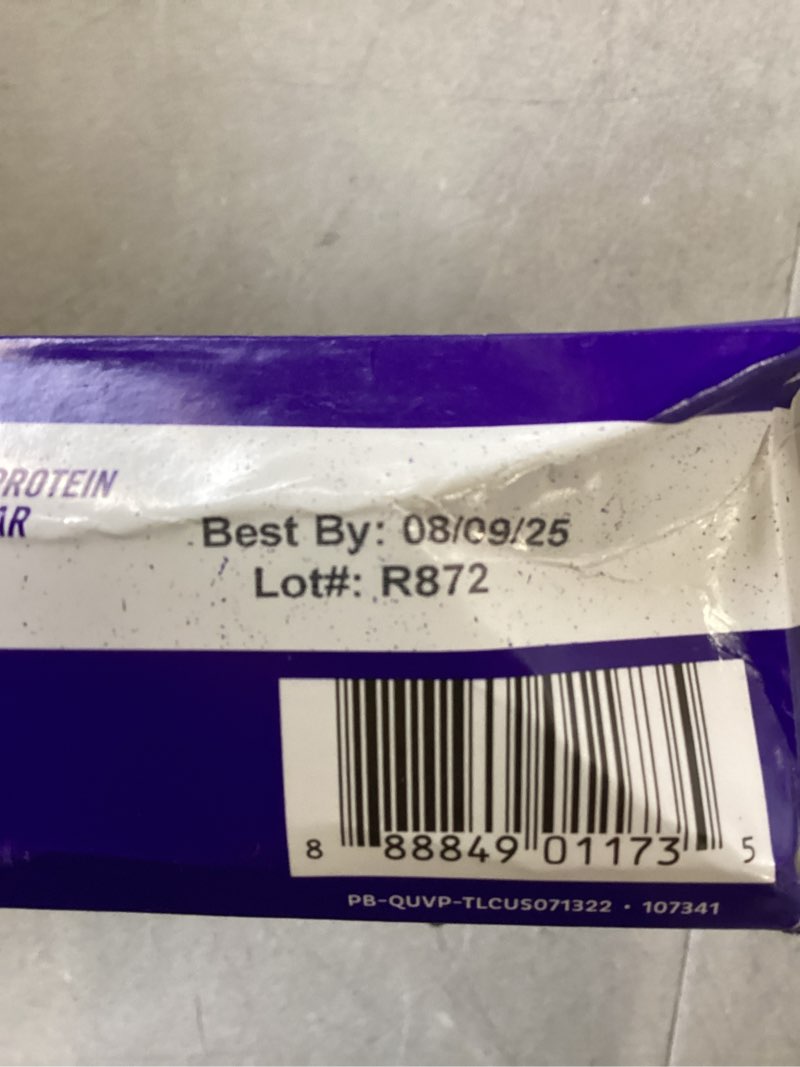 PROTEIN
AR
Best By: 08/09/25
Lot#: R872
8 88849 01173 5
PB-QUVP-TLCUS071322 • 107341